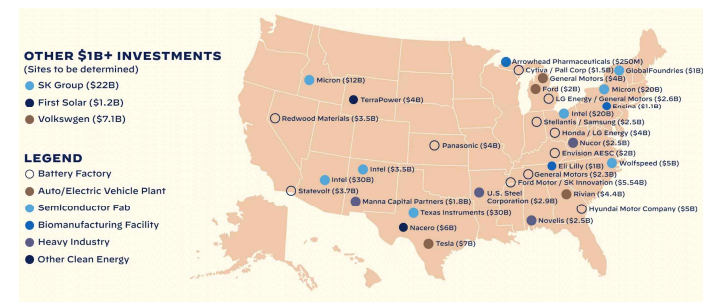 OTHER $1B+ INVESTMENTS
(Sites to be determined)
SK Group ($22B)
First Solar ($1.2B)
Volkswgen ($7.1B)
LEGEND
Battery Factory
Auto/Electric Vehicle Plant
Semiconductor Fab
Biomanufacturing Facility
Heavy Industry
Other Clean Energy
Arrowhead Pharmaceuticals ($250M)
Cytiva / Pall Corp ($1.5B)
GlobalFoundries ($1B)
General Motors ($4B)
Micron ($12B)
Ford ($2B)
Micron ($20B)
TerraPower ($4B)
LG Energy / General Motors ($2.6B)
Intel ($20B)
Redwood Materials ($3.5B)
Stellantis / Samsung ($2.5B)
Honda / LG Energy ($4B)
Nucor ($2.5B)
Panasonic ($4B)
Envision AESC ($2B)
Wolfspeed ($5B)
Eli Lilly ($1B)
Intel ($3.5B)
General Motors ($2.3B)
Intel ($30B)
Ford Motor / SK Innovation ($5.54B)
Statevolt ($3.7B)
U.S. Steel
Corporation ($2.9B)
Rivian ($4.4B)
Manna Capital Partners ($1.8B)
Texas Instruments ($30B)
Hyundai Motor Company ($5B)
Novelis ($2.5B)
Nacero ($6B)
Tesla ($7B)